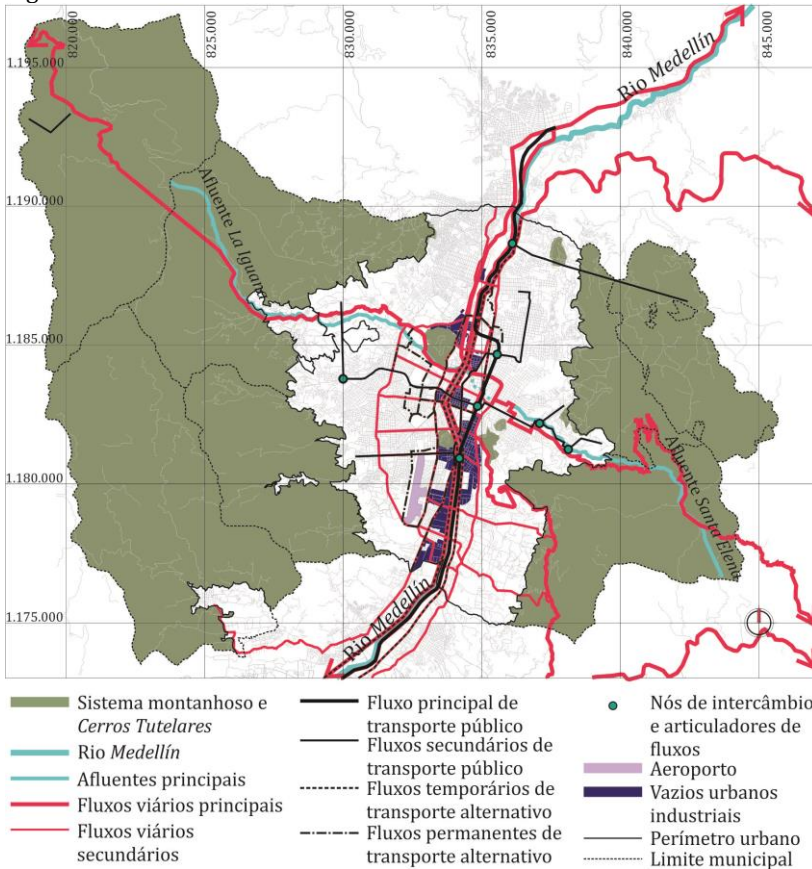 820.000
825.000
830.000
835.000
840.000
845.000
1.195.000
Rio Medellín
1.190.000
Afluente La Iguaná
1.185.000
1.180.000
Afluente Santa Elena
1.175.000
Rio Medellín
Sistema montanhoso e
Cerros Tutelares
Rio Medellín
Afluentes principais
Fluxos viários principais
Fluxos viários
secundários
Fluxo principal de
transporte público
Fluxos secundários de
transporte público
Fluxos temporários de
transporte alternativo
Fluxos permanentes de
transporte alternativo
Nós de intercâmbio
e articuladores de
fluxos
Aeroporto
Vazios urbanos
industriais
Perímetro urbano
Limite municipal